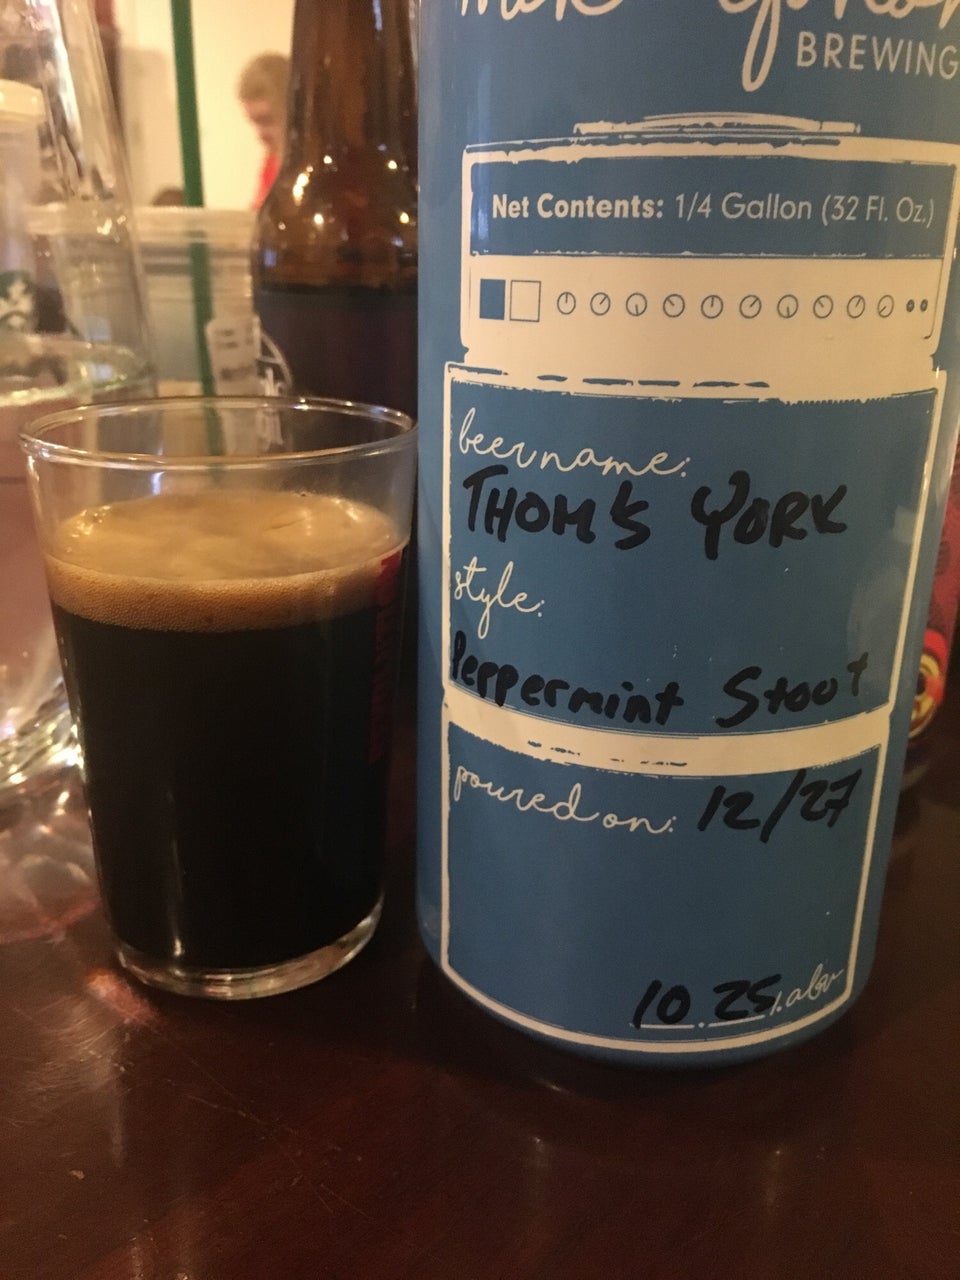 BREWING
Net Contents: 1/4 Gallon (32 Fl. Oz.)
beer name:
THOM'S YORK
style:
Peppermint Stout
poured on: 12/27
10.25% abv